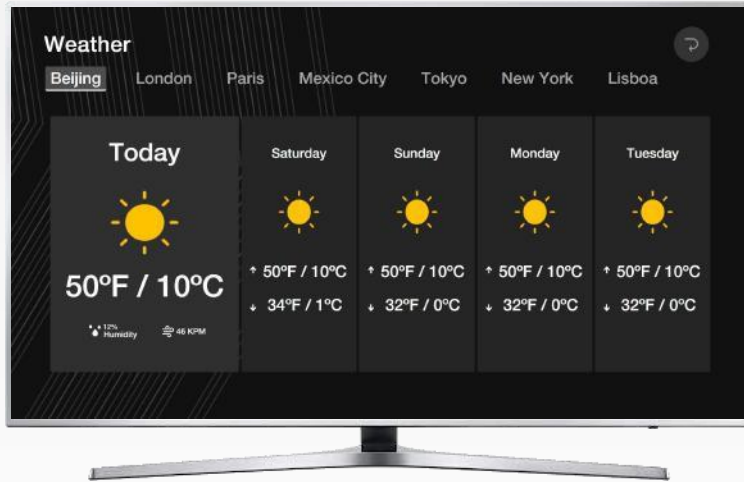 Weather
Beijing London Paris Mexico City Tokyo New York Lisboa
Today
50ºF / 10ºC
12%
Humidity
46 KPM
Saturday
↑ 50ºF / 10ºC
↓ 34ºF / 1ºC
Sunday
↑ 50ºF / 10ºC
↓ 32ºF / 0ºC
Monday
↑ 50ºF / 10ºC
↓ 32ºF / 0ºC
Tuesday
↑ 50ºF / 10ºC
↓ 32ºF / 0ºC